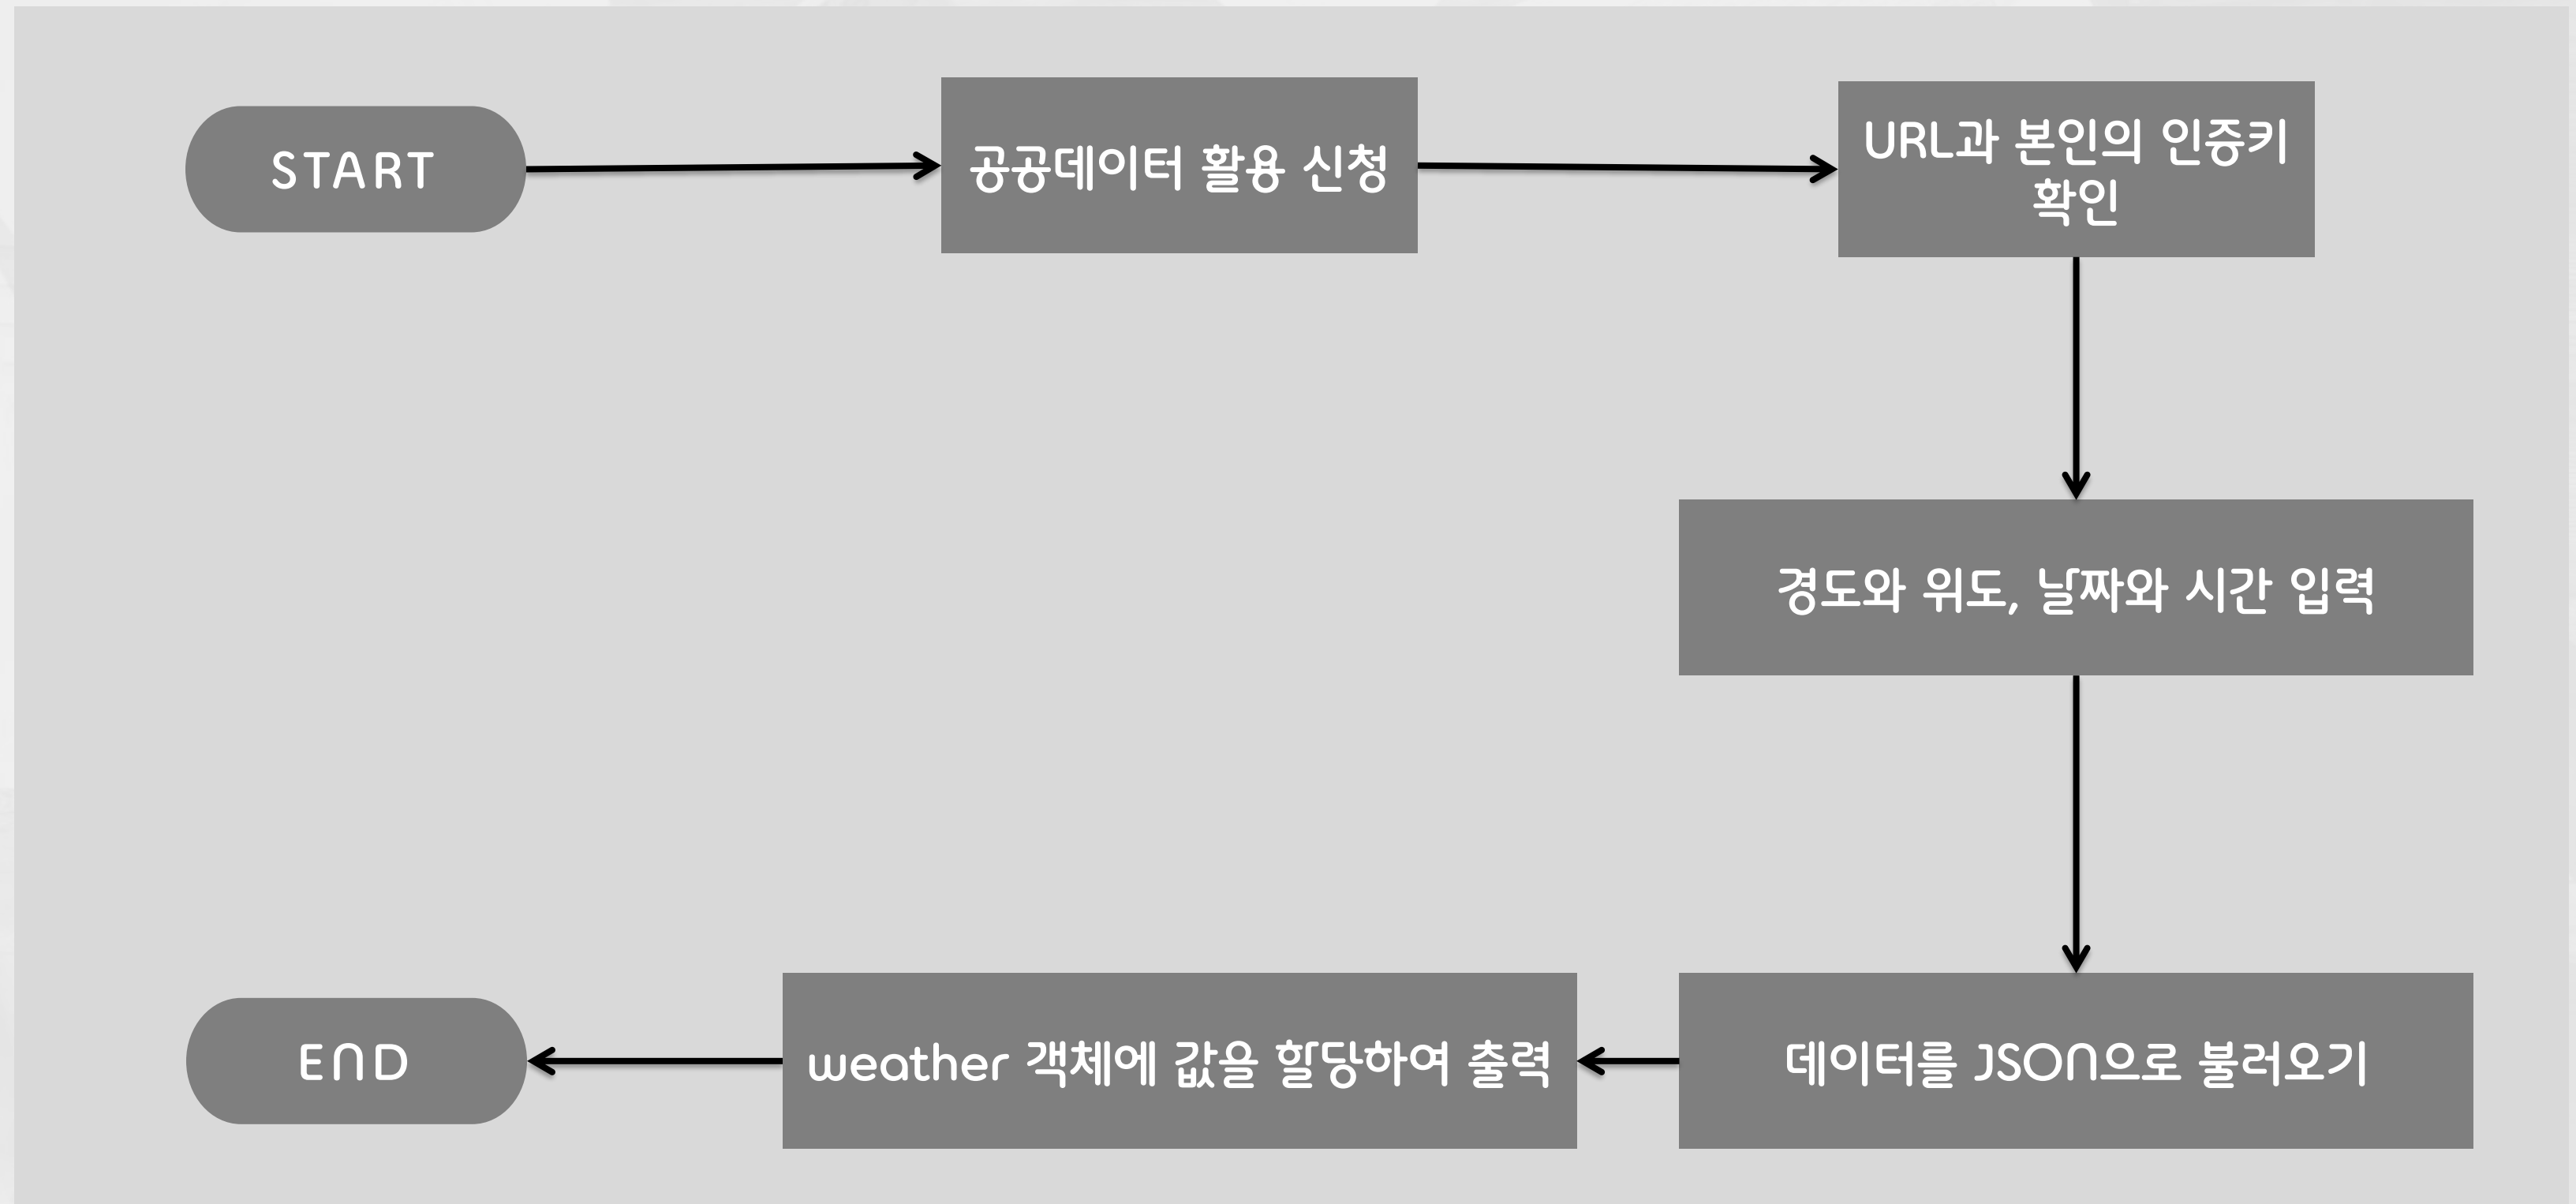 START
공공데이터 활용 신청
URL과 본인의 인증키
확인
경도와 위도, 날짜와 시간 입력
데이터를 JSON으로 불러오기
weather 객체에 값을 할당하여 출력
END